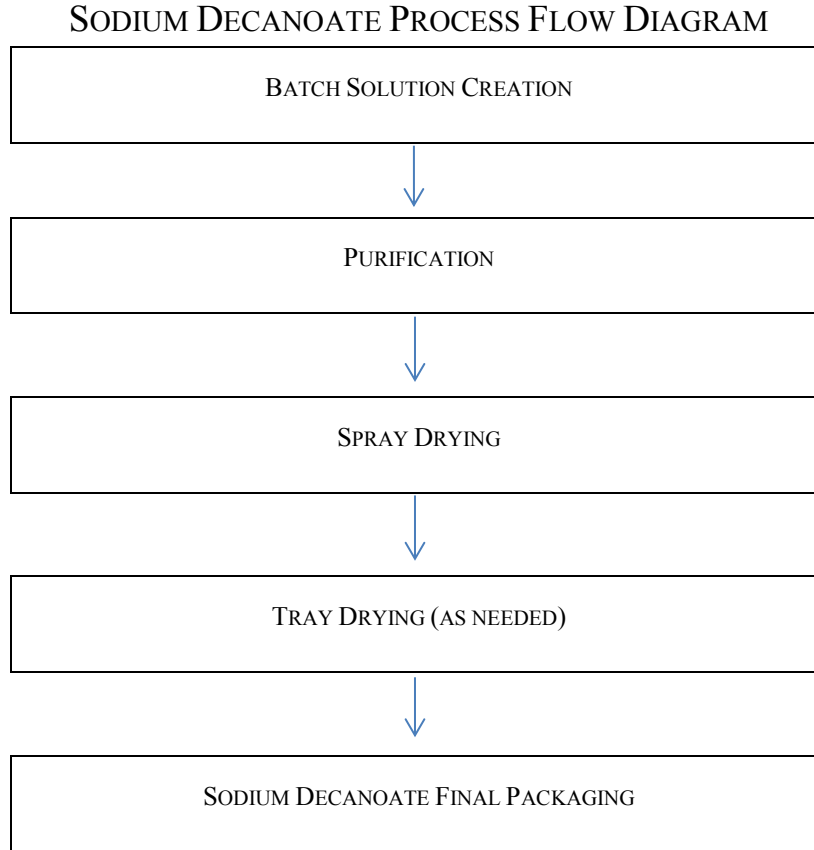 SODIUM DECANOATE PROCESS FLOW DIAGRAM
BATCH SOLUTION CREATION
PURIFICATION
SPRAY DRYING
TRAY DRYING (AS NEEDED)
SODIUM DECANOATE FINAL PACKAGING